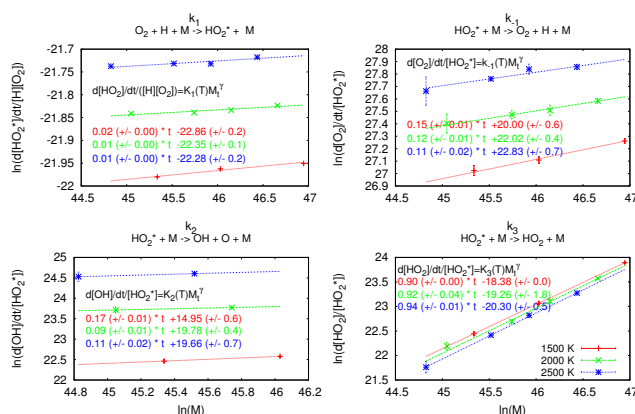 k1
O2 + H + M -> HO2* + M
ln(d[HO2*]/dt/[H][O2])
-21.7
-21.75
-21.8
-21.85
-21.9
-21.95
-22
d[HO2]/dt/([H][O2])=K1(T)Mtγ
0.02 (+/- 0.00) * t -22.86 (+/- 0.2)
0.01 (+/- 0.00) * t -22.35 (+/- 0.1)
0.01 (+/- 0.00) * t -22.28 (+/- 0.2)
44.5 45 45.5 46 46.5 47
k-1
HO2* + M -> O2 + H + M
ln(d[O2]/dt/[HO2*])
28
27.9
27.8
27.7
27.6
27.5
27.4
27.3
27.2
27.1
27
26.9
d[O2]/dt/[HO2*]=k-1(T)Mtγ
0.15 (+/- 0.01) * t +20.00 (+/- 0.6)
0.12 (+/- 0.01) * t +22.02 (+/- 0.4)
0.11 (+/- 0.02) * t +22.83 (+/- 0.7)
44.5 45 45.5 46 46.5 47
k2
HO2* + M -> OH + O + M
ln(d[OH]/dt/[HO2*])
25
24.5
24
23.5
23
22.5
22
d[OH]/dt/[HO2*]=K2(T)Mtγ
0.17 (+/- 0.01) * t +14.95 (+/- 0.6)
0.09 (+/- 0.01) * t +19.78 (+/- 0.4)
0.11 (+/- 0.02) * t +19.66 (+/- 0.7)
44.8 45 45.2 45.4 45.6 45.8 46 46.2
ln(M)
k3
HO2* + M -> HO2 + M
ln(d[HO2]/dt/[HO2*])
24
23.5
23
22.5
22
21.5
d[HO2]/dt/[HO2*]=K3(T)Mtγ
0.90 (+/- 0.00) * t -18.38 (+/- 0.0)
0.92 (+/- 0.04) * t -19.26 (+/- 1.8)
0.94 (+/- 0.01) * t -20.30 (+/- 0.5)
1500 K
2000 K
2500 K
44.5 45 45.5 46 46.5 47
ln(M)